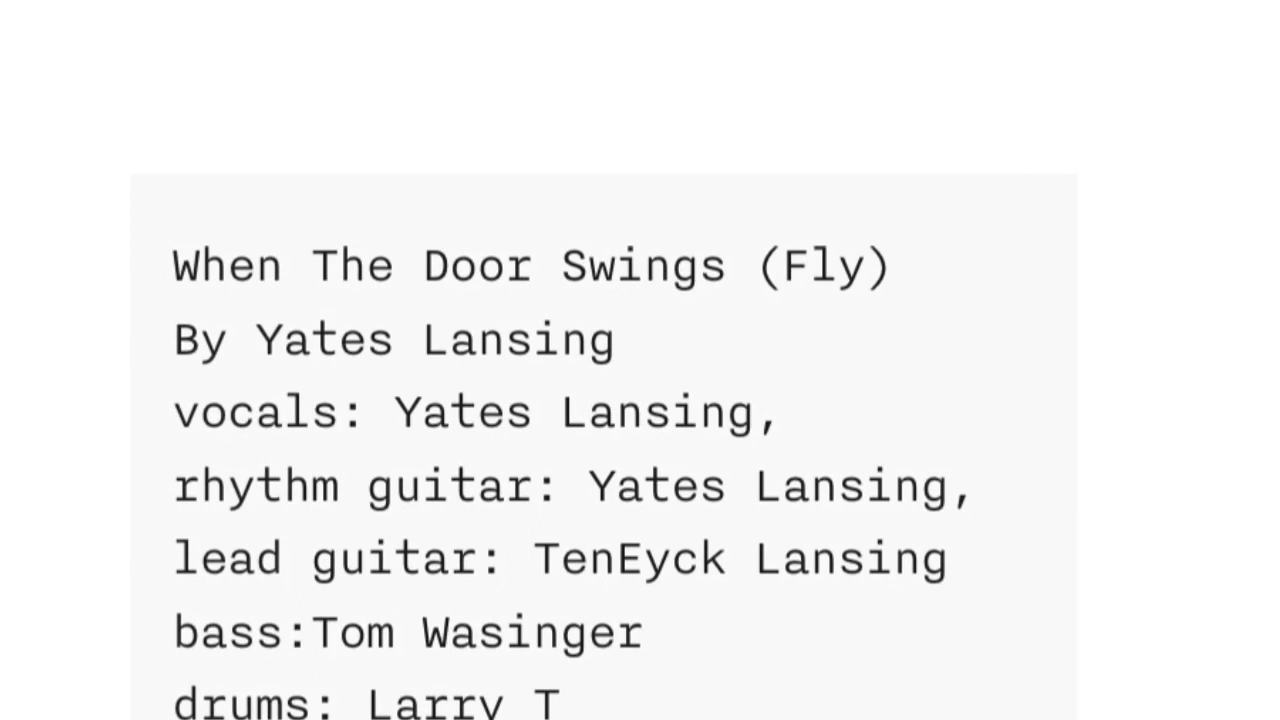 When The Door Swings (Fly)
By Yates Lansing
vocals: Yates Lansing,
rhythm guitar: Yates Lansing,
lead guitar: TenEyck Lansing
bass:Tom Wasinger
drums: Larry T